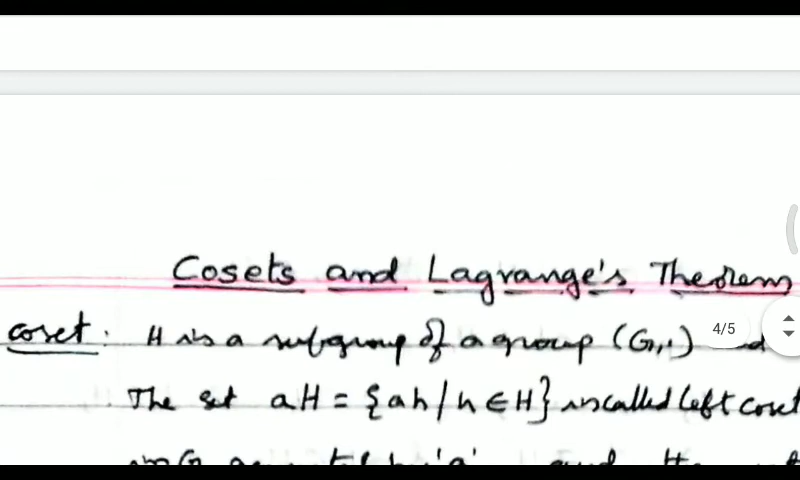 Cosets and Lagrange's Theorem
coset: H is a subgroup of a group (G,·)
4/5
The set aH = {ah/h∈H} is called left coset